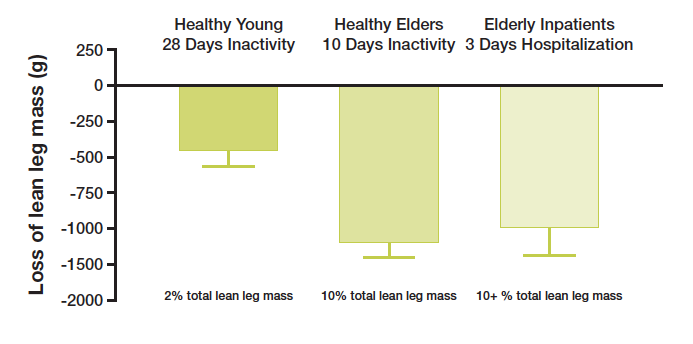 Healthy Young
28 Days Inactivity
Healthy Elders
10 Days Inactivity
Elderly Inpatients
3 Days Hospitalization
Loss of lean leg mass (g)
250
0
-250
-500
-750
-1000
-1500
-2000
2% total lean leg mass
10% total lean leg mass
10+ % total lean leg mass